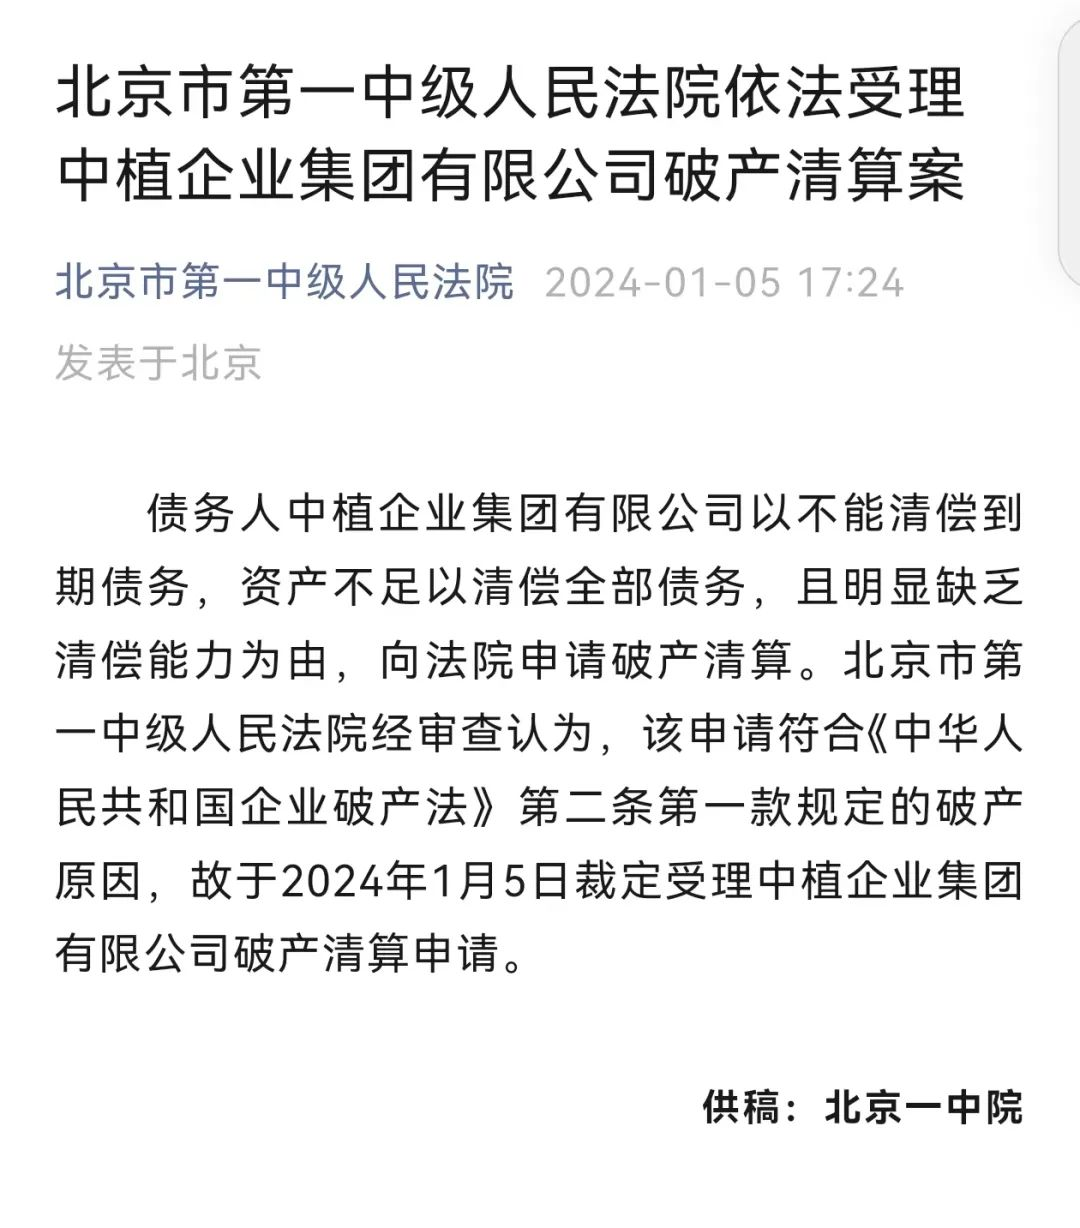 北京市第一中级人民法院依法受理
中植企业集团有限公司破产清算案
北京市第一中级人民法院 2024-01-05 17:24
发表于北京
债务人中植企业集团有限公司以不能清偿到
期债务，资产不足以清偿全部债务，且明显缺乏
清偿能力为由，向法院申请破产清算。北京市第
一中级人民法院经审查认为，该申请符合《中华人
民共和国企业破产法》第二条第一款规定的破产
原因，故于2024年1月5日裁定受理中植企业集团
有限公司破产清算申请。
供稿：北京一中院